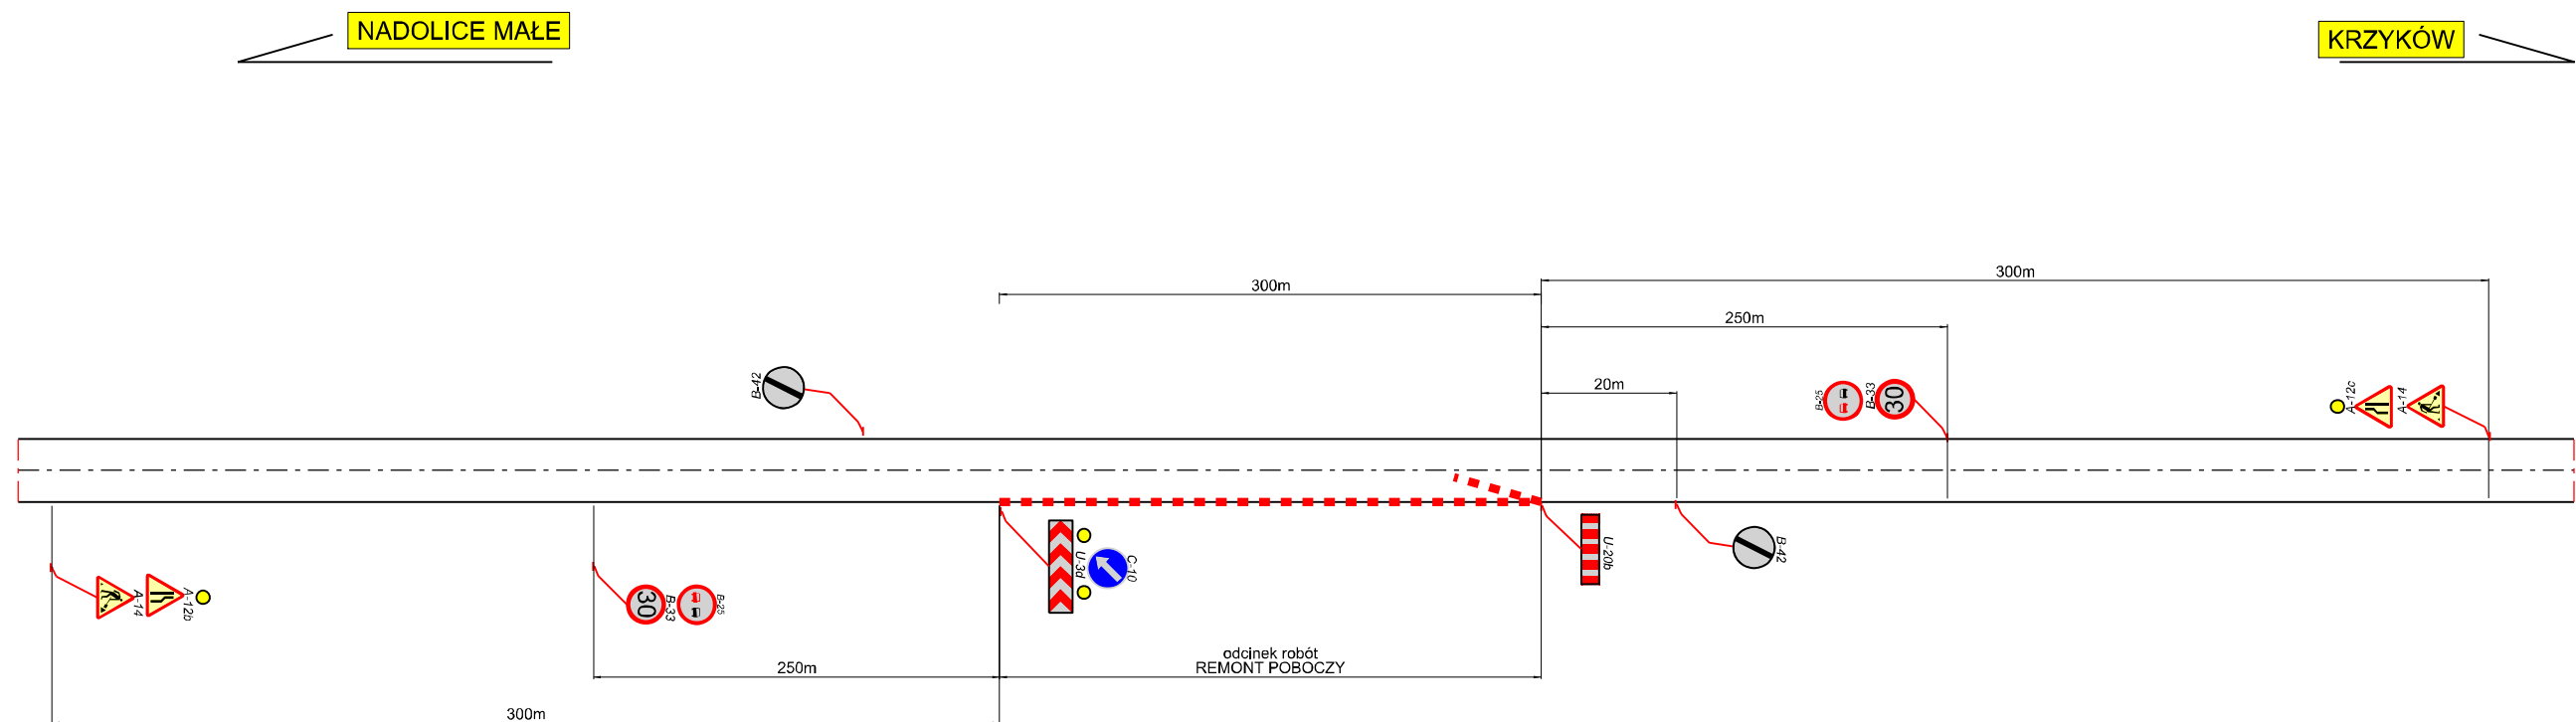 NADOLICE MAŁE
KRZYKÓW
300m
300m
250m
20m
B-42
B-25
B-33
30
A-12c
A-14
A-14
A-12b
30
B-33
B-25
U-3d
C-10
U-20b
B-42
odcinek robót
REMONT POBOCZY
250m
300m